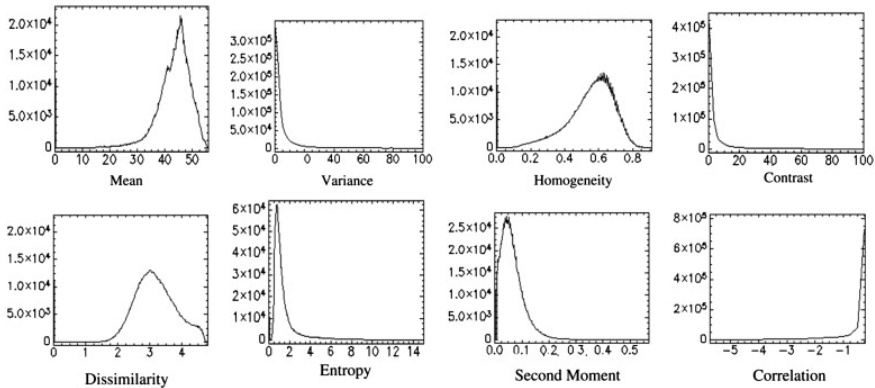 2.0×10⁴
1.5×10⁴
1.0×10⁴
5.0×10³
0
0 10 20 30 40 50
Mean
3.0×10⁵
2.5×10⁵
2.0×10⁵
1.5×10⁵
1.0×10⁵
5.0×10⁴
0
0 0 40 60 80 100
Variance
2.0×10⁴
1.5×10⁴
1.0×10⁴
5.0×10³
0
0.0 0.2 0.4 0.6 0.8
Homogeneity
4×10⁵
3×10⁵
2×10⁵
1×10⁵
0
0 20 40 60 80 100
Contrast
2.0×10⁴
1.5×10⁴
1.0×10⁴
5.0×10³
0
0 1 2 3 4
Dissimilarity
6×10⁴
5×10⁴
4×10⁴
3×10⁴
2×10⁴
1×10⁴
0 2 4 6 8 10 12 14
Entropy
2.5×10⁴
2.0×10⁴
1.5×10⁴
1.0×10⁴
5.0×10³
0
0.0 0.1 0.2 0.3, 0.4 0.5
Second Moment
8×10⁵
6×10⁵
4×10⁵
2×10⁵
0
−5 −4 −3 −2 −1
Correlation